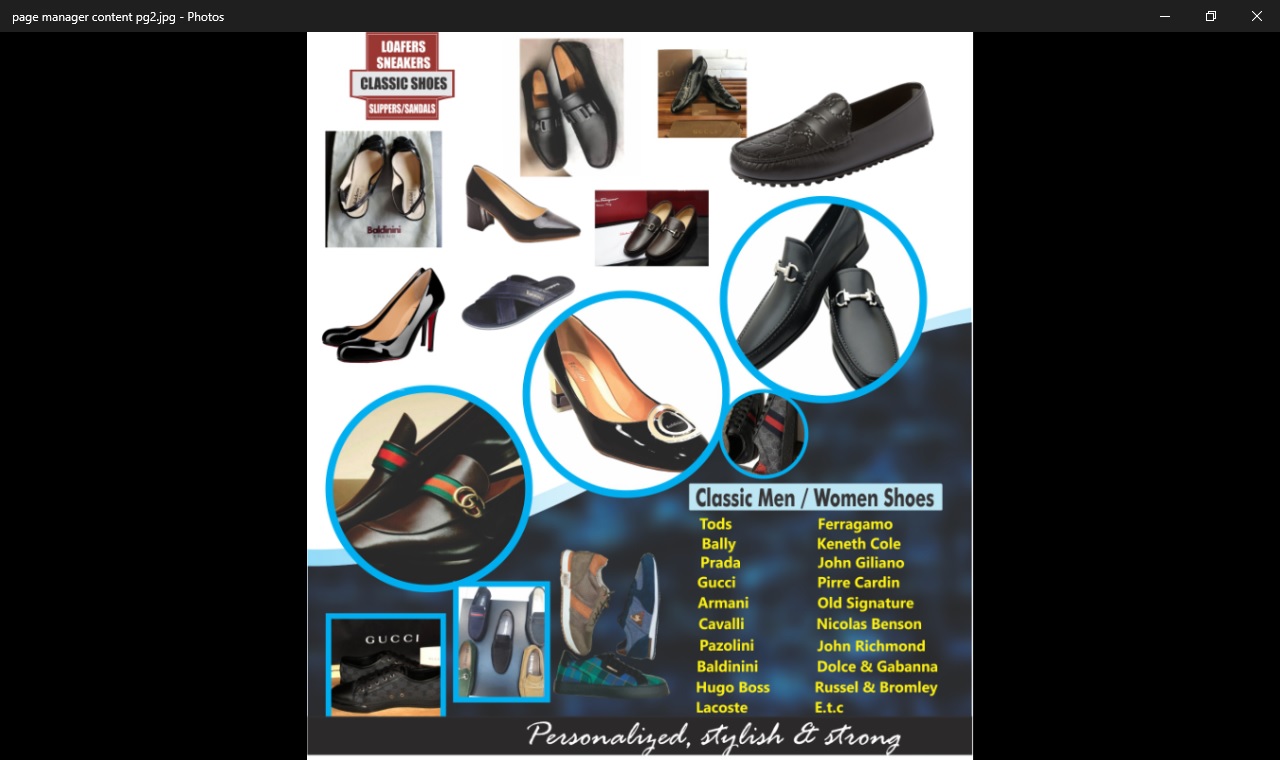 page manager content pg2.jpg - Photos
LOAFERS
SNEAKERS
CLASSIC SHOES
SLIPPERS/SANDALS
Baldinini
Classic Men / Women Shoes
Tods Ferragamo
Bally Keneth Cole
Prada John Giliano
Gucci Pirre Cardin
Armani Old Signature
Cavalli Nicolas Benson
Pazolini John Richmond
Baldinini Dolce & Gabanna
Hugo Boss Russel & Bromley
Lacoste E.t.c
GUCCI
Personalized, stylish & strong